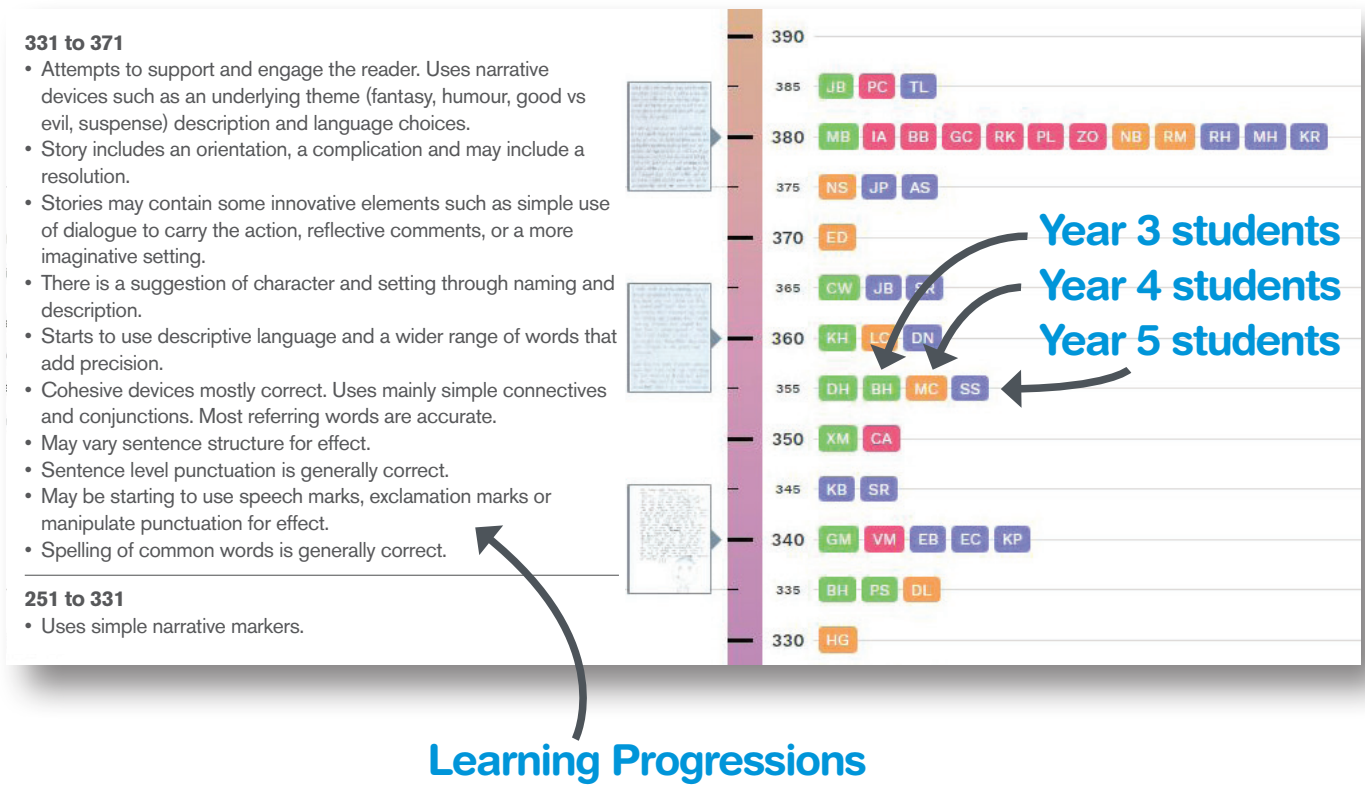 331 to 371
• Attempts to support and engage the reader. Uses narrative
devices such as an underlying theme (fantasy, humour, good vs
evil, suspense) description and language choices.
• Story includes an orientation, a complication and may include a
resolution.
• Stories may contain some innovative elements such as simple use
of dialogue to carry the action, reflective comments, or a more
imaginative setting.
• There is a suggestion of character and setting through naming and
description.
• Starts to use descriptive language and a wider range of words that
add precision.
• Cohesive devices mostly correct. Uses mainly simple connectives
and conjunctions. Most referring words are accurate.
• May vary sentence structure for effect.
• Sentence level punctuation is generally correct.
• May be starting to use speech marks, exclamation marks or
manipulate punctuation for effect.
• Spelling of common words is generally correct.
251 to 331
• Uses simple narrative markers.
390
385 JB PC TL
380 MB IA BB GC RK PL ZO NB RM RH MH KR
375 NS JP AS
370 ED
365 CW JB SR
360 KH LC DN
355 DH BH MC SS
350 XM CA
345 KB SR
340 GM VM EB EC KP
335 BH PS DL
330 HG
Year 3 students
Year 4 students
Year 5 students
Learning Progressions